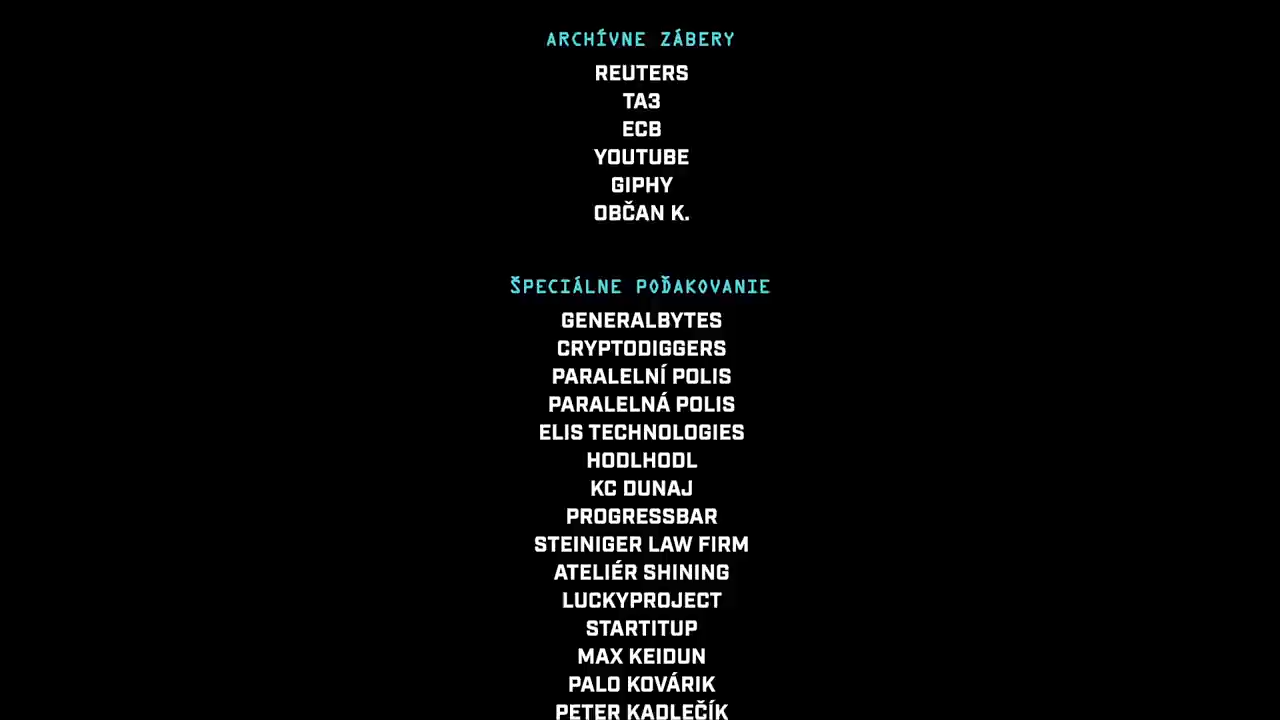 ARCHÍVNE ZÁBERY
REUTERS
TA3
ECB
YOUTUBE
GIPHY
OBČAN K.
ŠPECIÁLNE POĎAKOVANIE
GENERALBYTES
CRYPTODIGGERS
PARALELNÍ POLIS
PARALELNÁ POLIS
ELIS TECHNOLOGIES
HODLHODL
KC DUNAJ
PROGRESSBAR
STEINIGER LAW FIRM
ATELIÉR SHINING
LUCKYPROJECT
STARTITUP
MAX KEIDUN
PALO KOVÁRIK
PETER KADLEČÍK